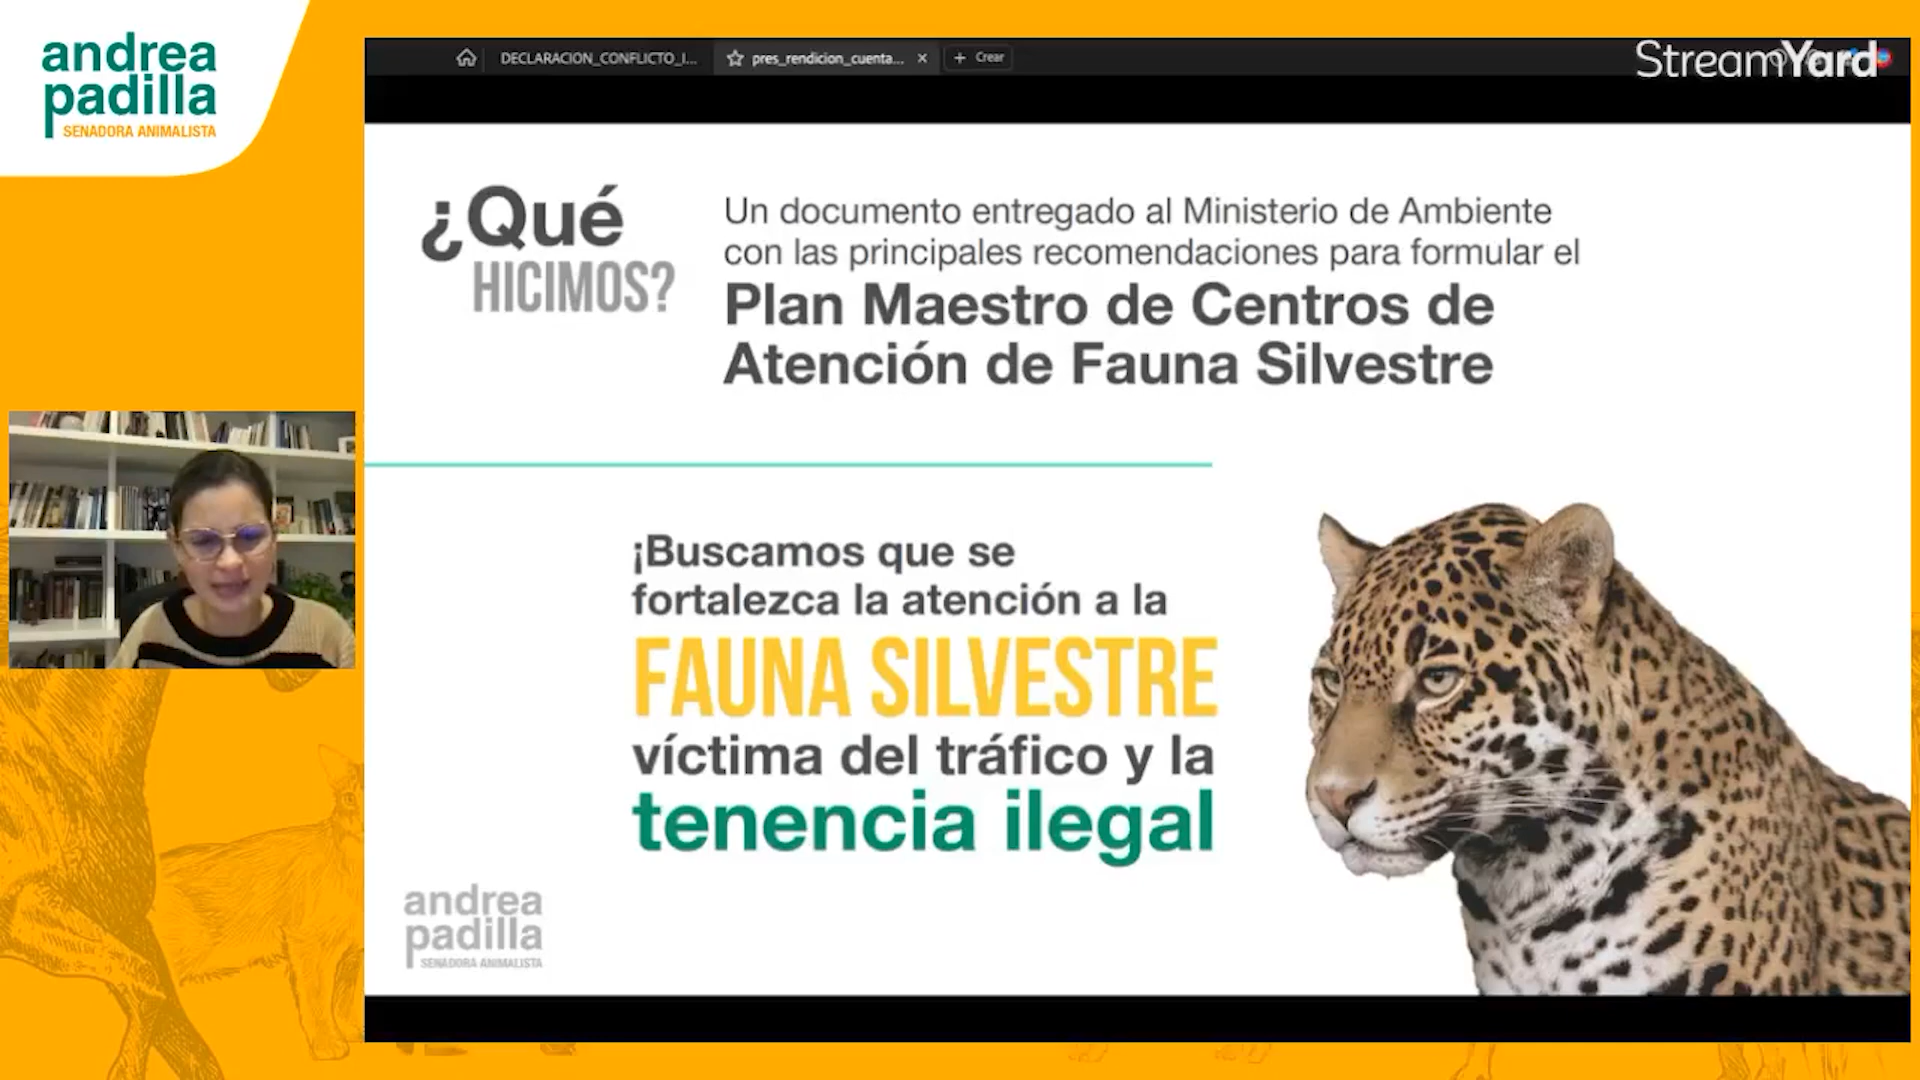 andrea
padilla
SENADORA ANIMALISTA
DECLARACION_CONFLICTO_I...
pres_rendicion_cuenta...
Crear
StreamYard
¿Qué
HICIMOS?
Un documento entregado al Ministerio de Ambiente
con las principales recomendaciones para formular el
Plan Maestro de Centros de
Atención de Fauna Silvestre
¡Buscamos que se
fortalezca la atención a la
FAUNA SILVESTRE
víctima del tráfico y la
tenencia ilegal
andrea
padilla
SENADORA ANIMALISTA